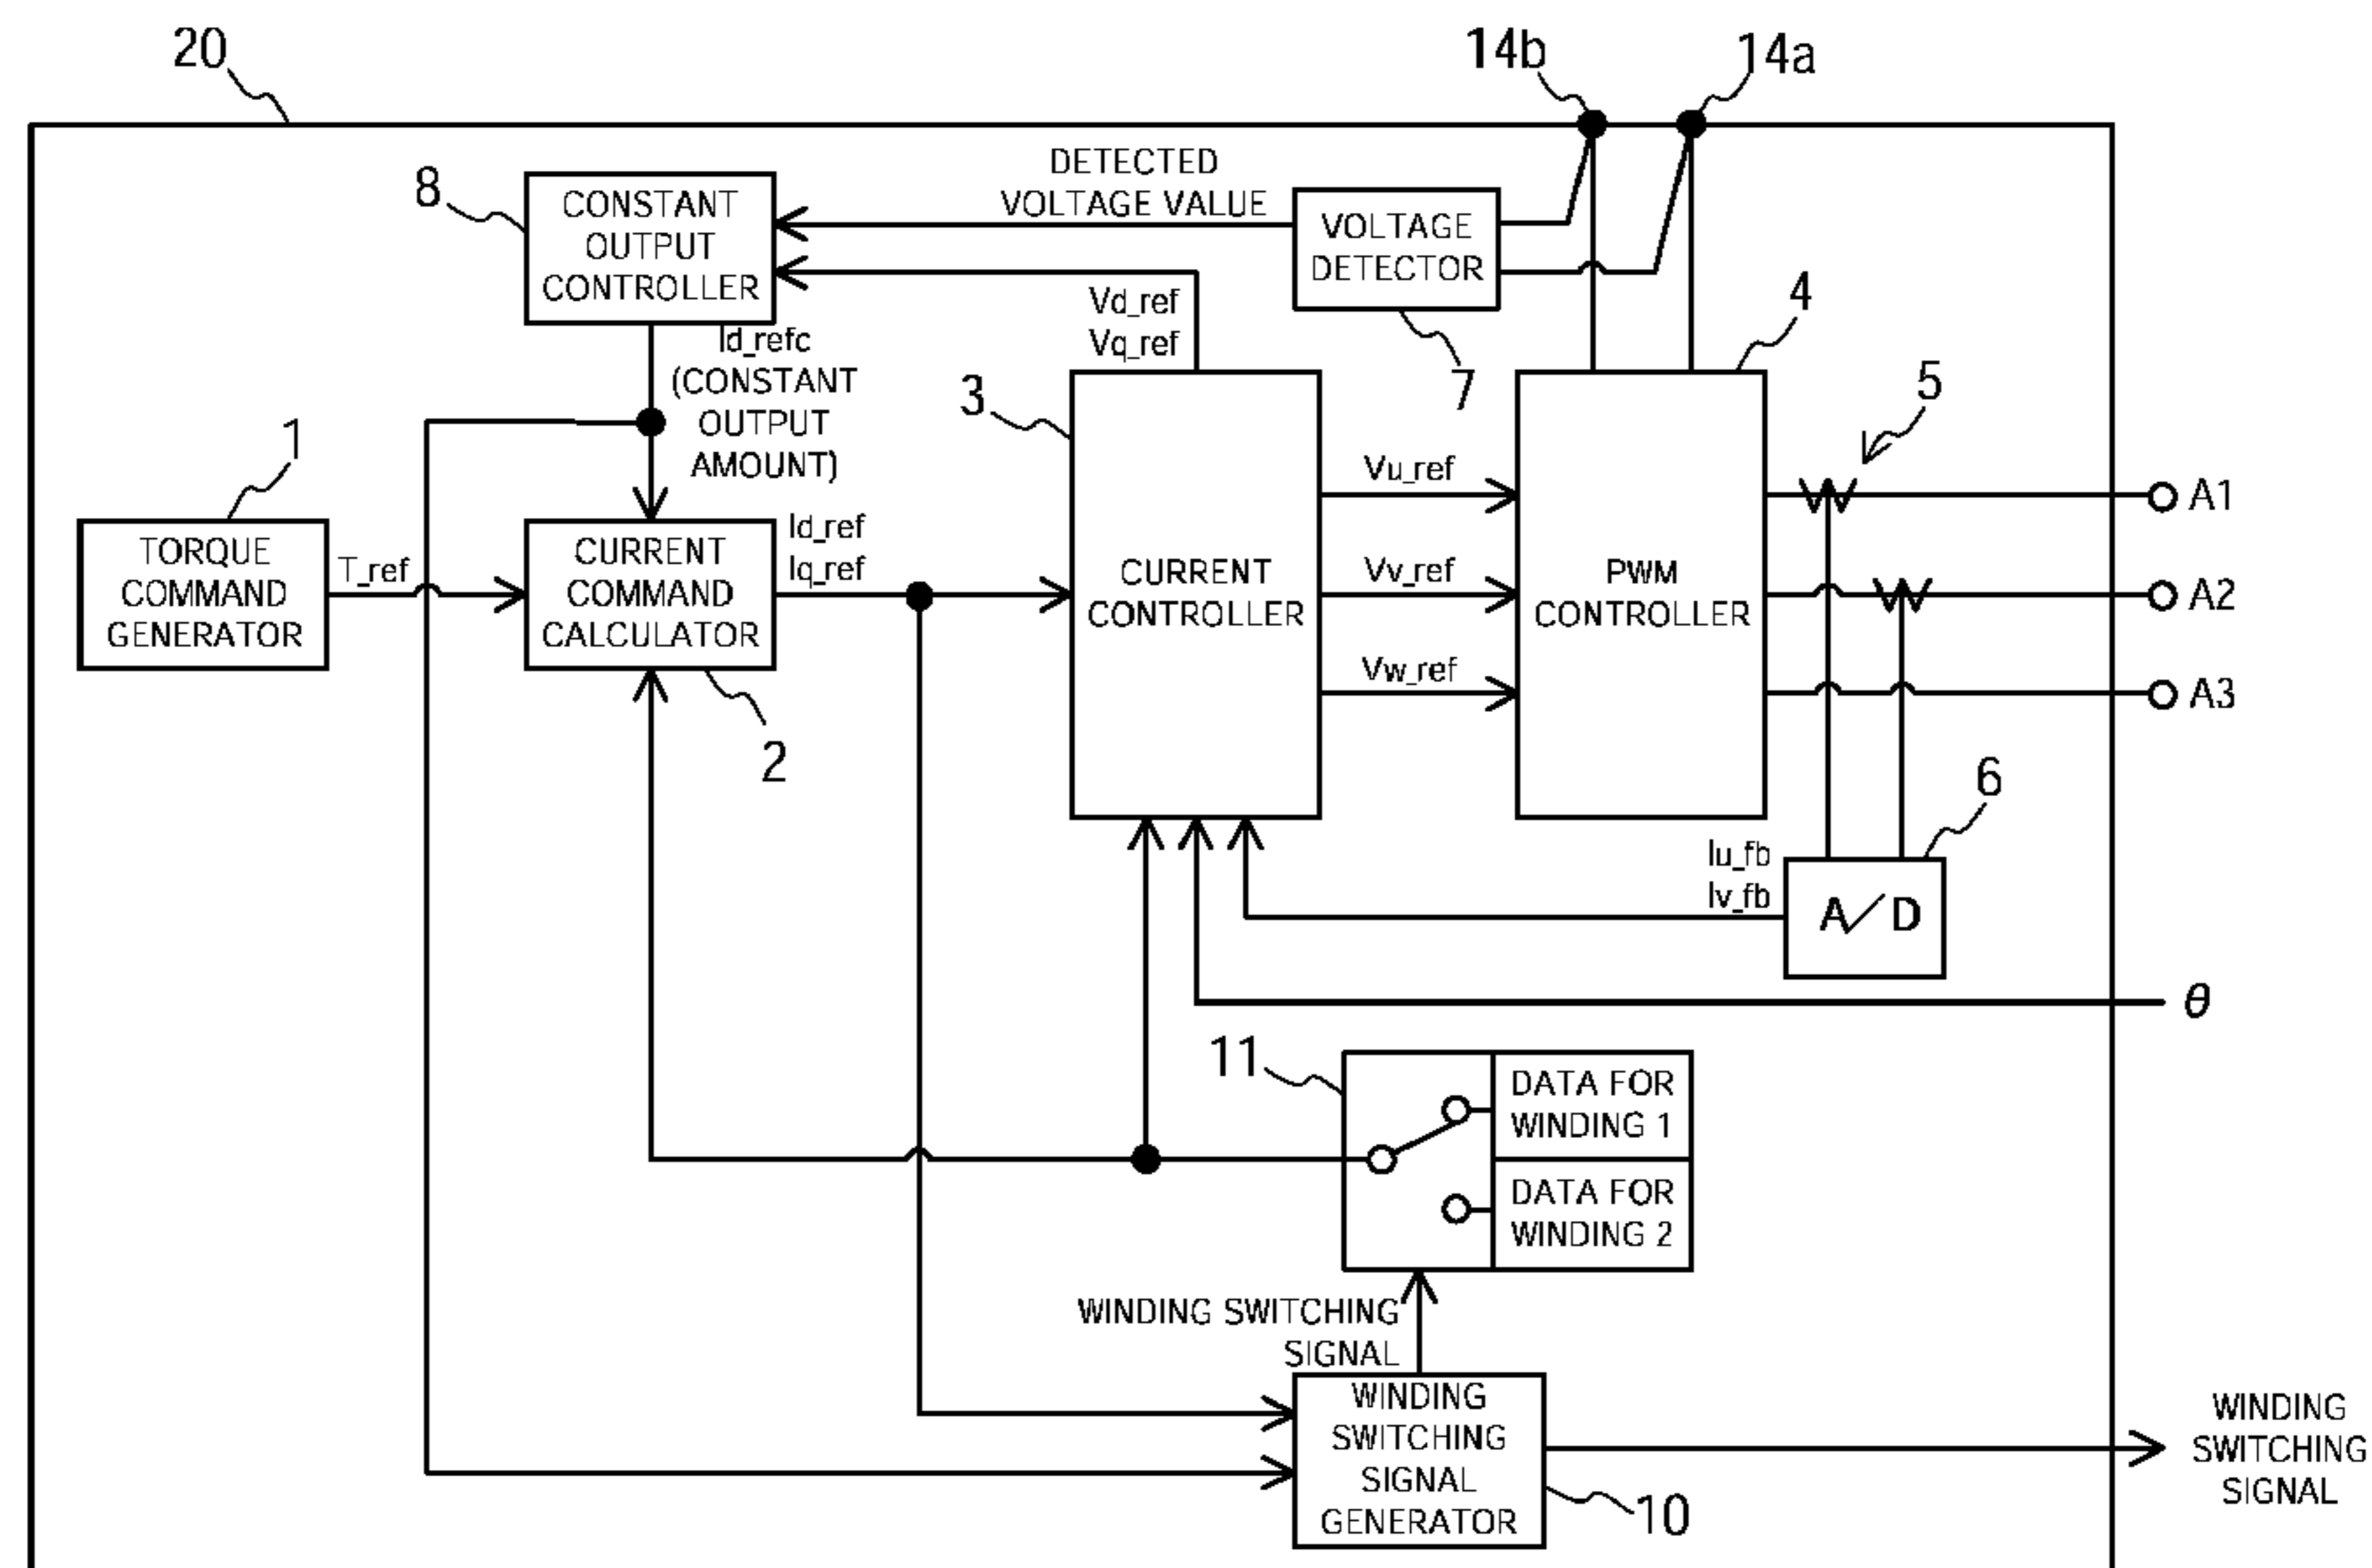 20
14b
14a
8
CONSTANT
OUTPUT
CONTROLLER
DETECTED
VOLTAGE VALUE
VOLTAGE
DETECTOR
7
4
5
Id_refc
(CONSTANT
OUTPUT
AMOUNT)
Vd_ref
Vq_ref
3
1
TORQUE
COMMAND
GENERATOR
T_ref
CURRENT
COMMAND
CALCULATOR
2
Id_ref
Iq_ref
CURRENT
CONTROLLER
Vu_ref
Vv_ref
Vw_ref
PWM
CONTROLLER
A1
A2
A3
6
Iu_fb
Iv_fb
A/D
θ
11
DATA FOR
WINDING 1
DATA FOR
WINDING 2
WINDING SWITCHING
SIGNAL
WINDING
SWITCHING
SIGNAL
GENERATOR
10
WINDING
SWITCHING
SIGNAL